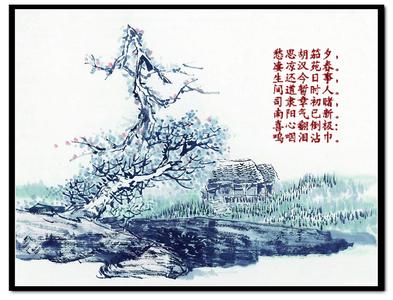 愁思胡笳夕，
凄凉汉苑春。
生还今日事，
间道暂时人。
司隶章初睹，
南阳气已新。
喜心翻倒极，
呜咽泪沾巾。